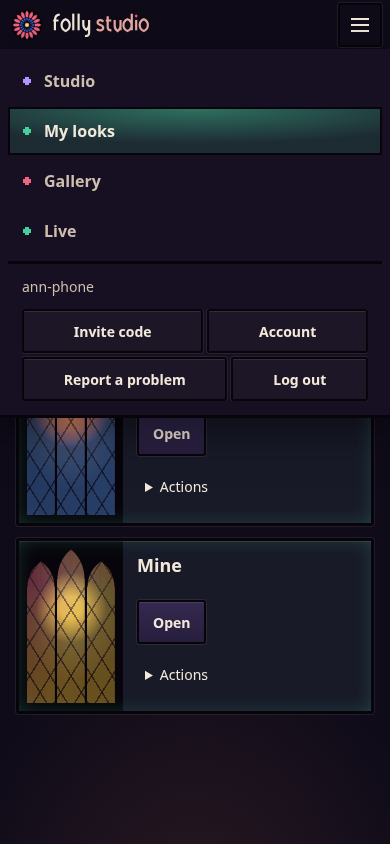 folly studio
Studio
My looks
Gallery
Live
ann-phone
Invite code
Account
Report a problem
Log out
Open
▶ Actions
Mine
Open
▶ Actions